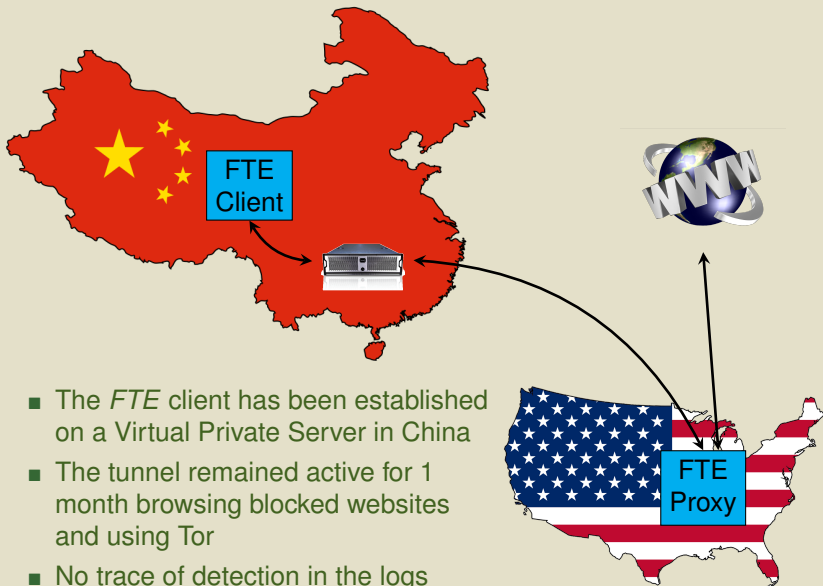 FTE
Client
WWW
■ The FTE client has been established
on a Virtual Private Server in China
■ The tunnel remained active for 1
month browsing blocked websites
and using Tor
■ No trace of detection in the logs
FTE
Proxy